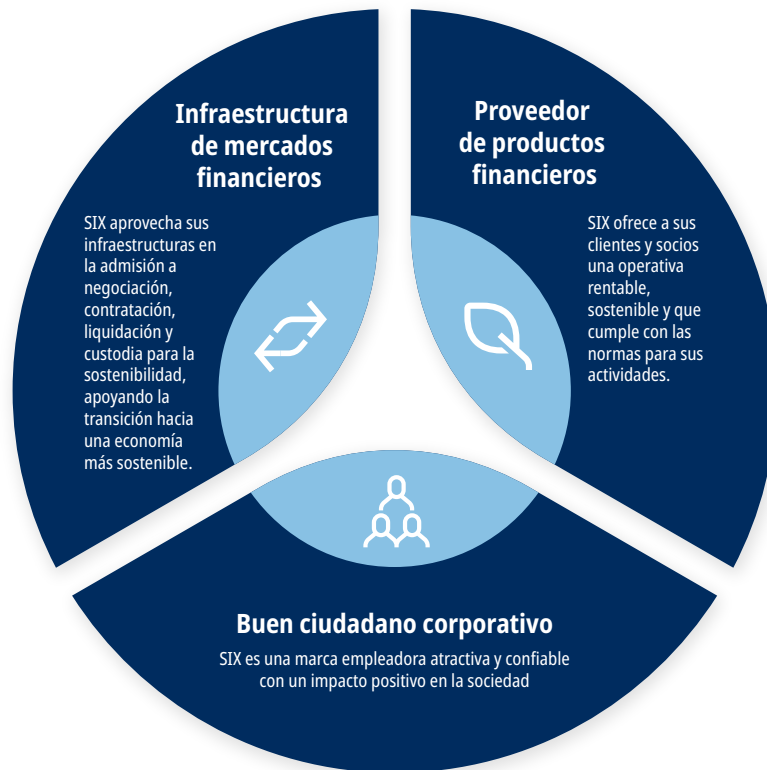 Infraestructura
de mercados
financieros
SIX aprovecha sus
infraestructuras en
la admisión a
negociación,
contratación,
liquidación y
custodia para la
sostenibilidad,
apoyando la
transición hacia
una economía
más sostenible.
Proveedor
de productos
financieros
SIX ofrece a sus
clientes y socios
una operativa
rentable,
sostenible y que
cumple con las
normas para sus
actividades.
Buen ciudadano corporativo
SIX es una marca empleadora atractiva y confiable
con un impacto positivo en la sociedad